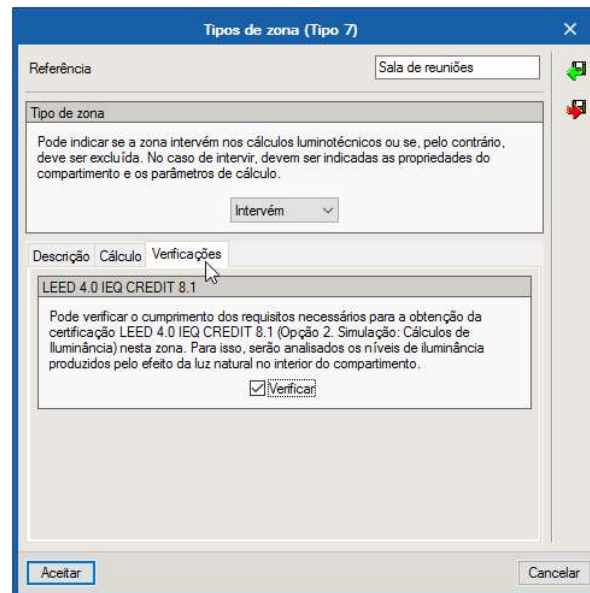 Tipos de zona (Tipo 7)
Referência
Sala de reuniões
Tipo de zona
Pode indicar se a zona intervém nos cálculos luminotécnicos ou se, pelo contrário,
deve ser excluída. No caso de intervir, devem ser indicadas as propriedades do
compartimento e os parâmetros de cálculo.
Intervém
Descrição Cálculo Verificações
LEED 4.0 IEQ CREDIT 8.1
Pode verificar o cumprimento dos requisitos necessários para a obtenção da
certificação LEED 4.0 IEQ CREDIT 8.1 (Opção 2. Simulação: Cálculos de
Iluminância) nesta zona. Para isso, serão analisados os níveis de iluminância
produzidos pelo efeito da luz natural no interior do compartimento.
Verificar
Aceitar
Cancelar